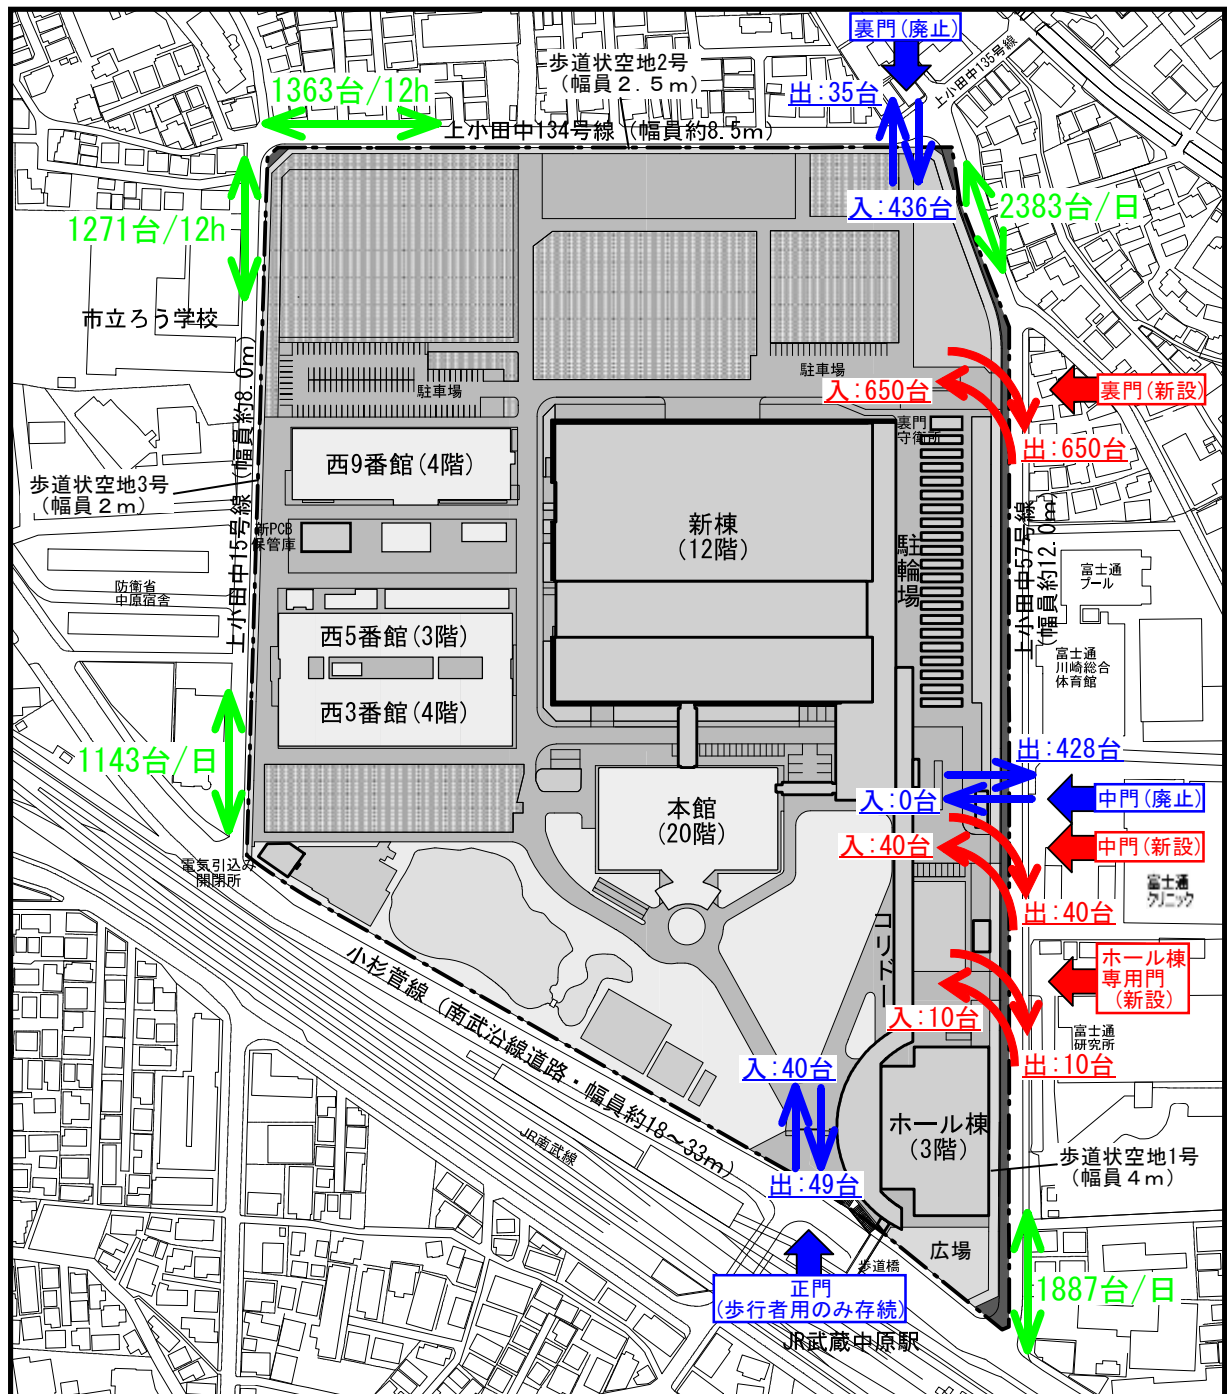 裏門(廃止)
歩道状空地2号
(幅員2.5m)
上小田中135号線
1363台/12h
出:35台
上小田中134号線 (幅員約8.5m)
1271台/12h
入:436台
2383台/日
市立ろう学校
上小田中15号線 (幅員約8.0m)
駐車場
駐車場
入:650台
裏門(新設)
裏門
守衛所
出:650台
西9番館(4階)
歩道状空地3号
(幅員2m)
新PCB
保管庫
新棟
(12階)
駐輪場
上小田中57号線
(幅員約12.0m)
富士通
プール
防衛省
中原宿舎
西5番館(3階)
富士通
川崎総合
体育館
西3番館(4階)
1143台/日
出:428台
入:0台
中門(廃止)
本館
(20階)
入:40台
中門(新設)
電気引込み
開閉所
富士通
クリニック
出:40台
コリドー
小杉菅線 (南武沿線道路・幅員約18~33m)
ホール棟
専用門
(新設)
入:10台
富士通
研究所
出:10台
入:40台
JR南武線
ホール棟
(3階)
歩道状空地1号
(幅員4m)
出:49台
広場
歩道橋
正門
(歩行者用のみ存続)
1887台/日
JR武蔵中原駅